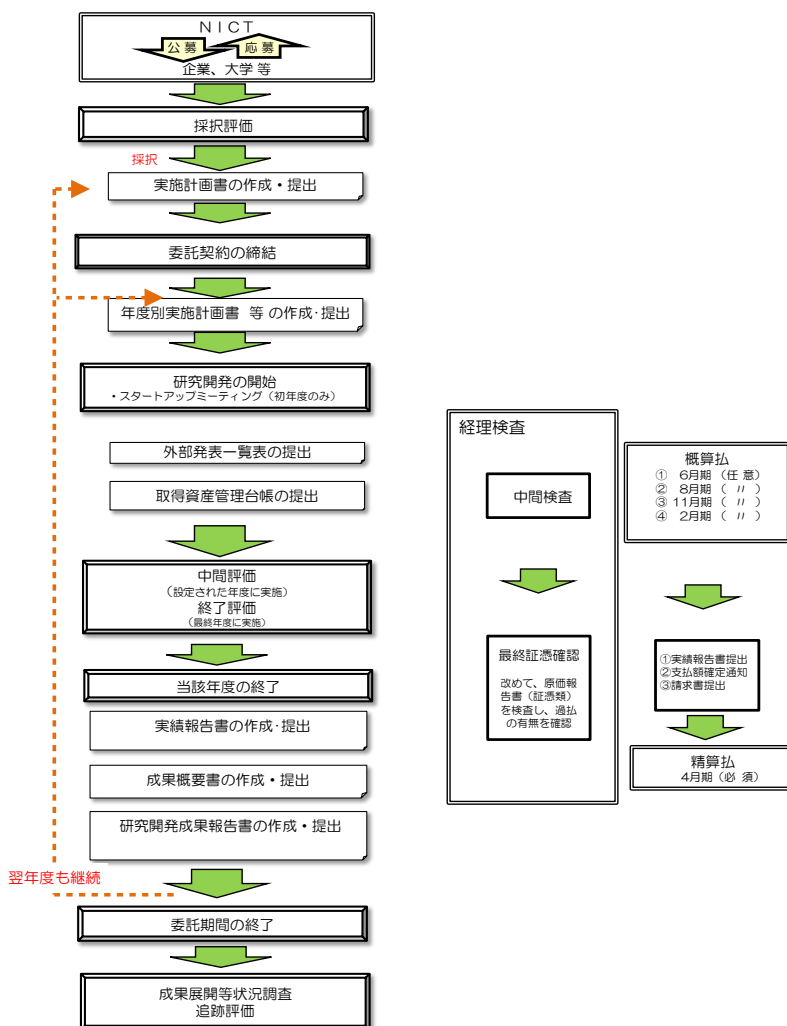 NICT
公募
応募
企業、大学 等
採択評価
採択
実施計画書の作成・提出
委託契約の締結
年度別実施計画書 等 の作成・提出
研究開発の開始
・スタートアップミーティング（初年度のみ）
外部発表一覧表の提出
取得資産管理台帳の提出
中間評価
（設定された年度に実施）
終了評価
（最終年度に実施）
当該年度の終了
実績報告書の作成・提出
成果概要書の作成・提出
研究開発成果報告書の作成・提出
翌年度も継続
委託期間の終了
成果展開等状況調査
追跡評価
経理検査
中間検査
最終証憑確認
改めて、原価報
告書（証憑類）
を検査し、過払
の有無を確認
概算払
① 6月期（任 意）
② 8月期（ 〃 ）
③ 11月期（ 〃 ）
④ 2月期（ 〃 ）
①実績報告書提出
②支払額確定通知
③請求書提出
精算払
4月期（必 須）